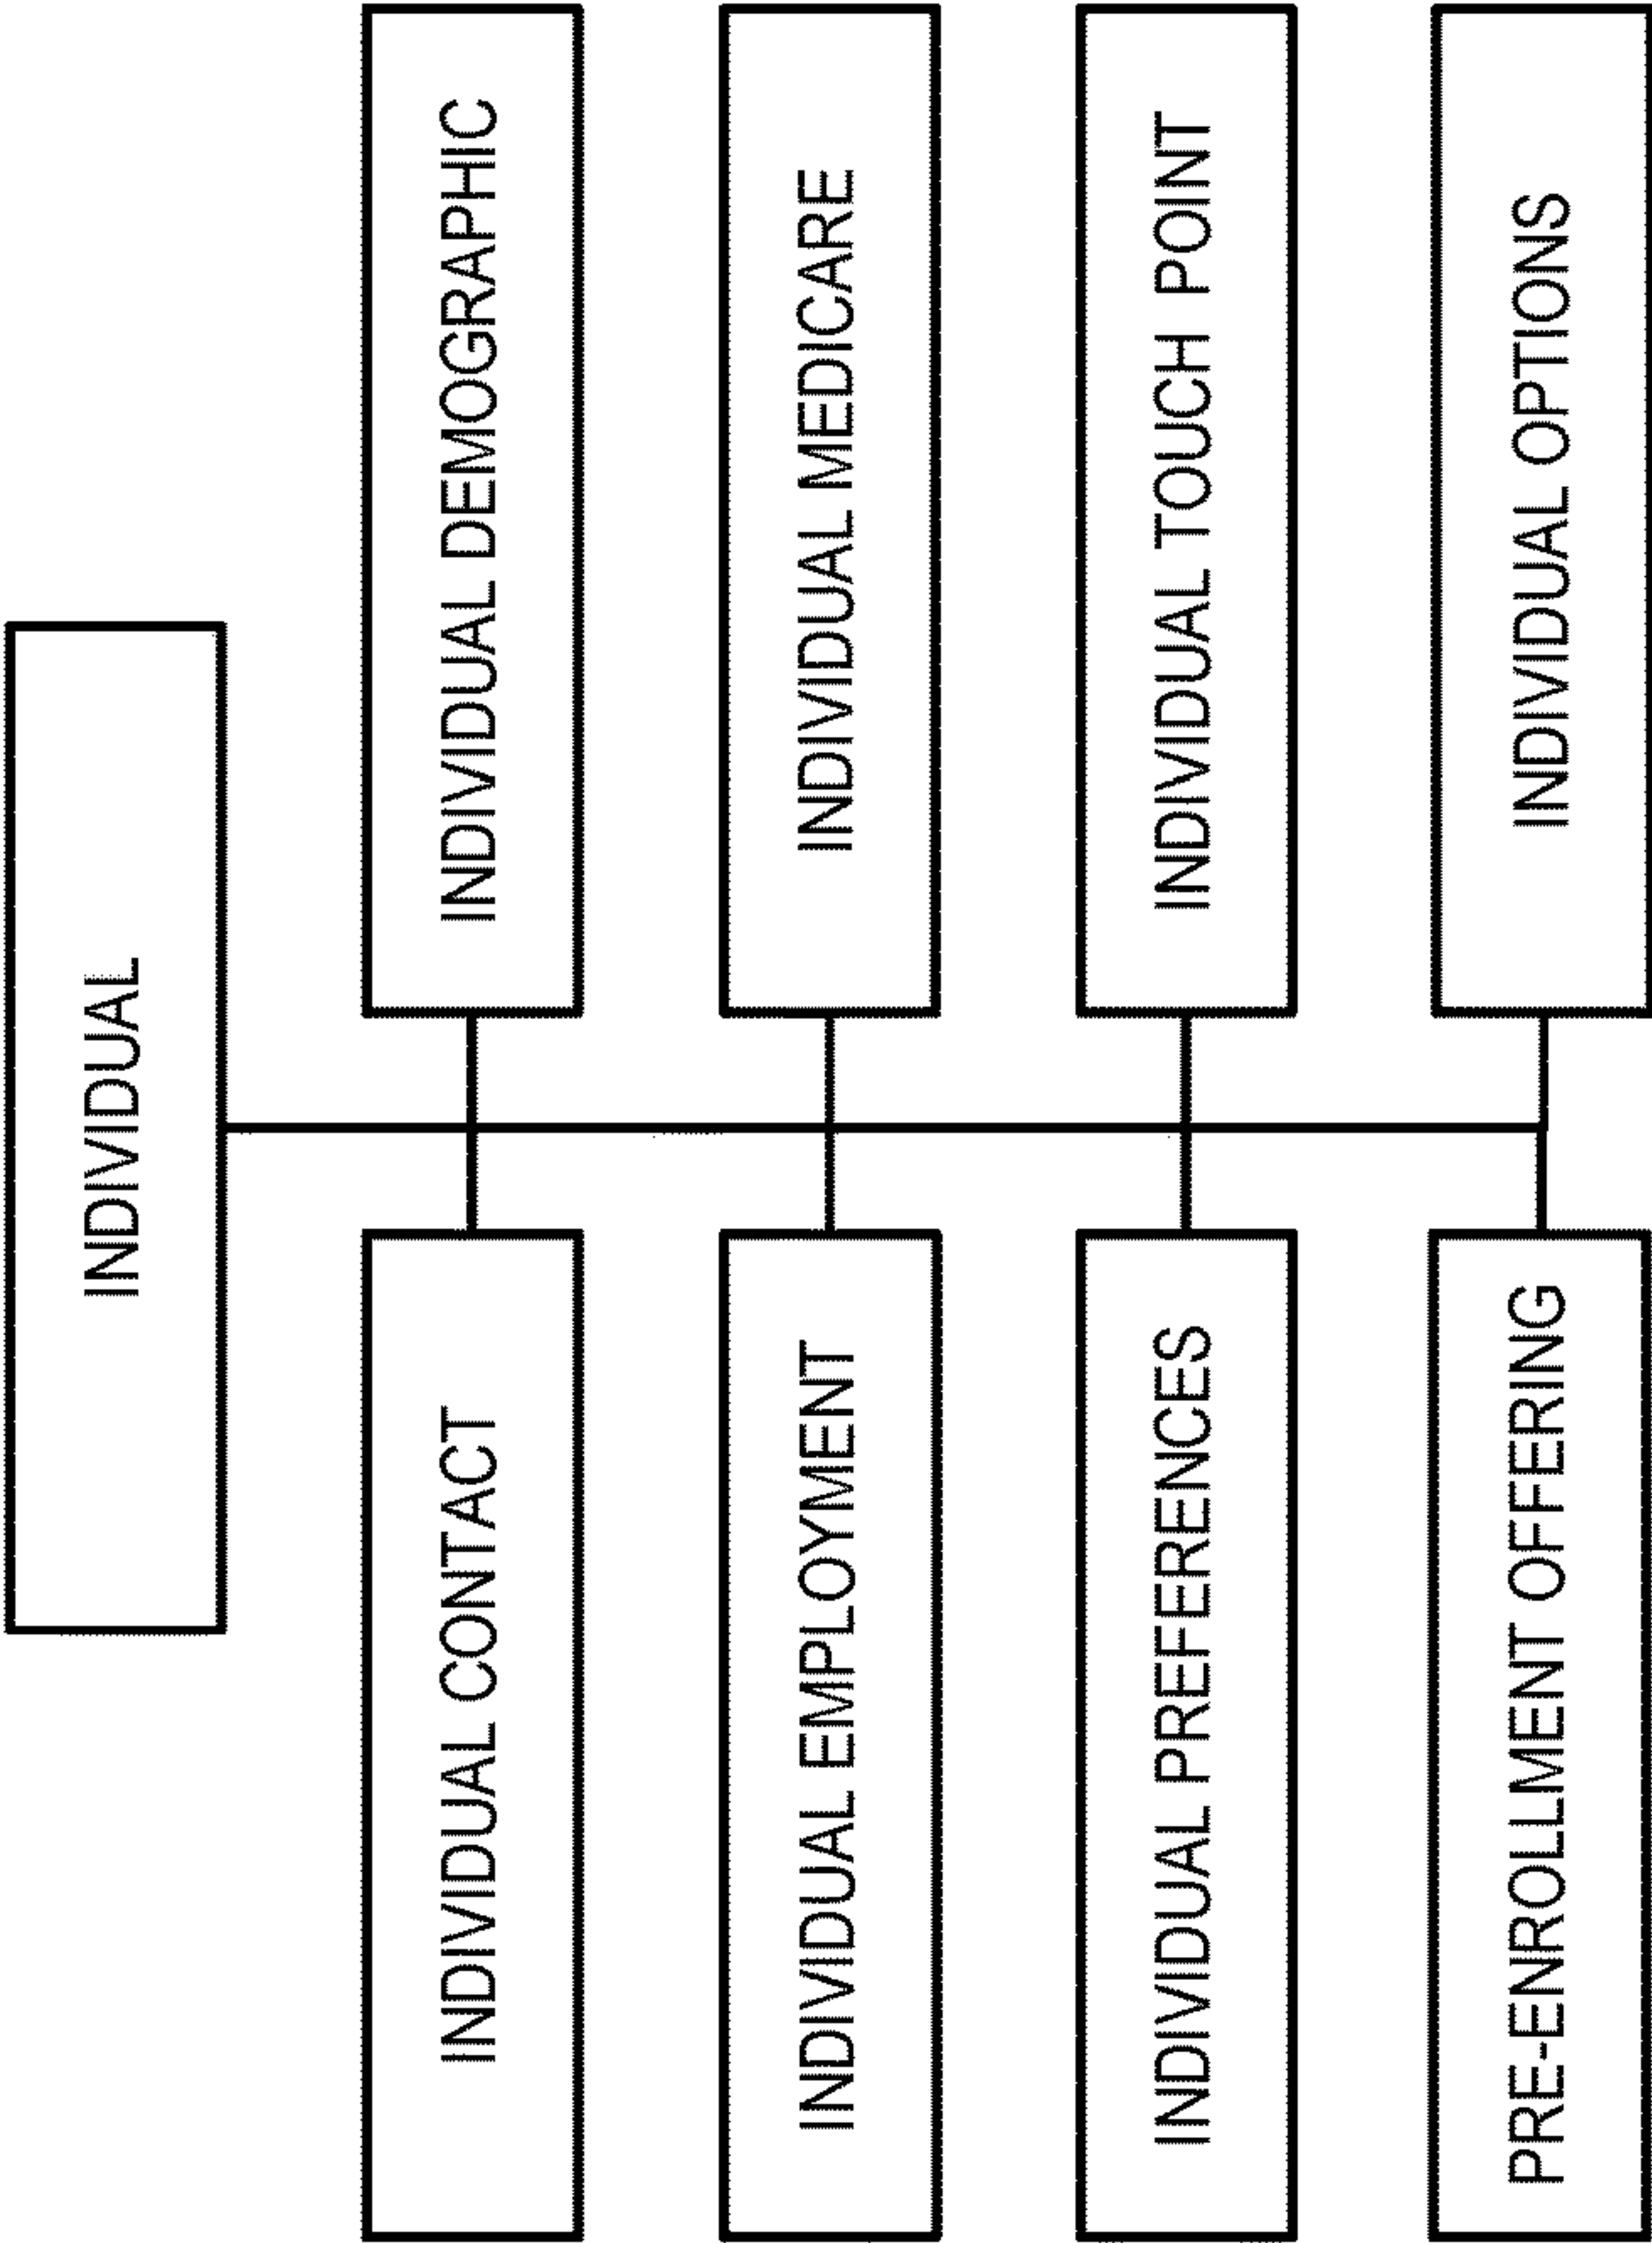 INDIVIDUAL
INDIVIDUAL CONTACT
INDIVIDUAL DEMOGRAPHIC
INDIVIDUAL EMPLOYMENT
INDIVIDUAL MEDICARE
INDIVIDUAL PREFERENCES
INDIVIDUAL TOUCH POINT
PRE-ENROLLMENT OFFERING
INDIVIDUAL OPTIONS